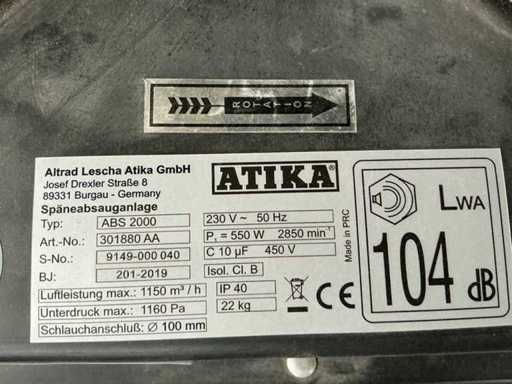 ROTATION
Altrad Lescha Atika GmbH
Josef Drexler Straße 8
89331 Burgau - Germany
Späneabsauganlage
Typ: ABS 2000
Art.-No.: 301880 AA
S-No.: 9149-000 040
BJ: 201-2019
Luftleistung max.: 1150 m³/h
Unterdruck max.: 1160 Pa
Schlauchanschluß: Ø 100 mm
ATIKA®
230 V ~ 50 Hz
P₁ = 550 W 2850 min⁻¹
C 10 µF 450 V
Isol. Cl. B
IP 40
22 kg
CE
Made in PRC
LWA
104 dB